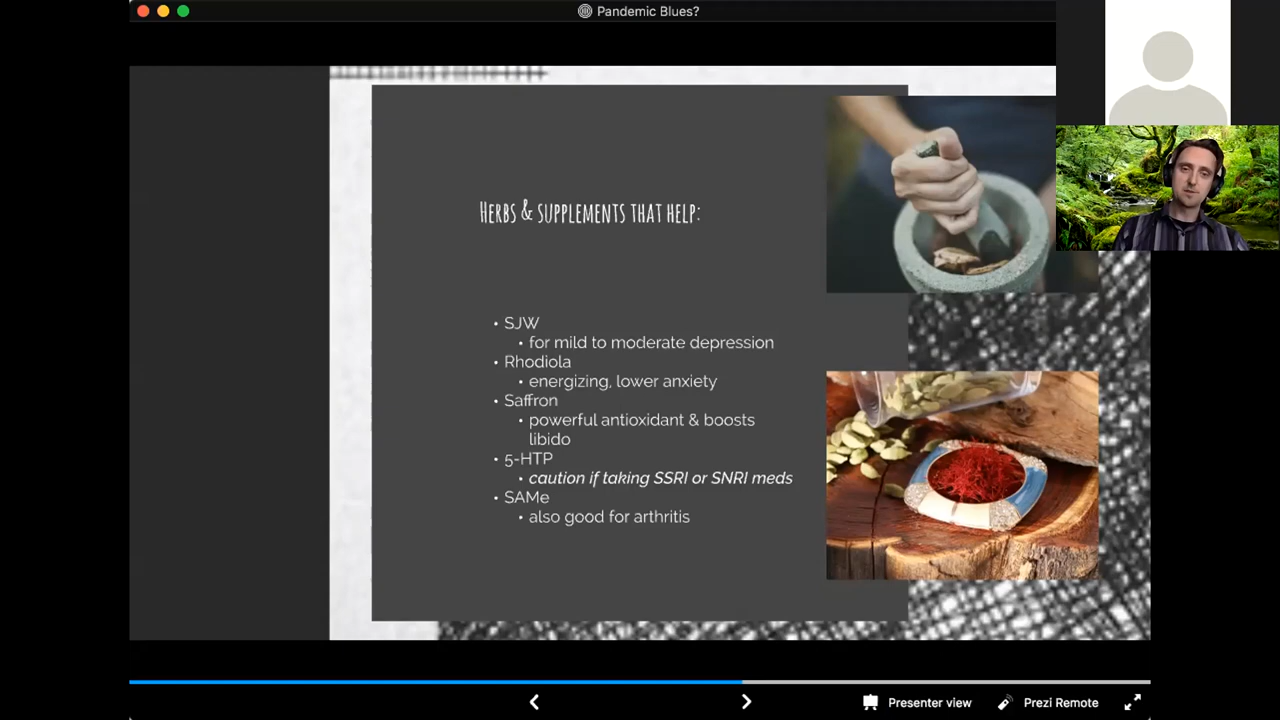 Pandemic Blues?
Herbs & supplements that help:
• SJW
• for mild to moderate depression
• Rhodiola
• energizing, lower anxiety
• Saffron
• powerful antioxidant & boosts
libido
• 5-HTP
• caution if taking SSRI or SNRI meds
• SAMe
• also good for arthritis
Presenter view
Prezi Remote